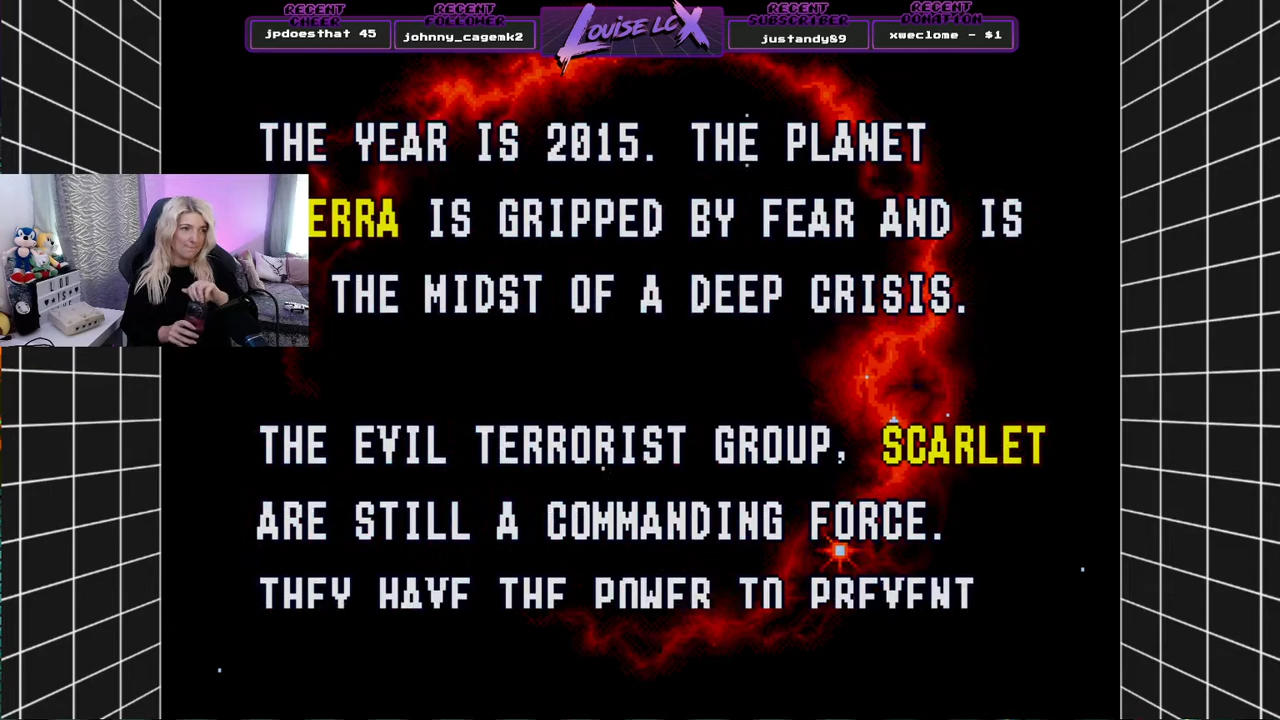 RECENT CHEER
jpdoesthat 45
RECENT FOLLOWER
johnny_cagemk2
LOUISE LCX
RECENT SUBSCRIBER
justandy89
RECENT DONATION
xweclome - $1
THE YEAR IS 2015. THE PLANET
ERRA IS GRIPPED BY FEAR AND IS
THE MIDST OF A DEEP CRISIS.
THE EVIL TERRORIST GROUP, SCARLET
ARE STILL A COMMANDING FORCE.
THEY HAVE THE POWER TO PREVENT
LOU
IS